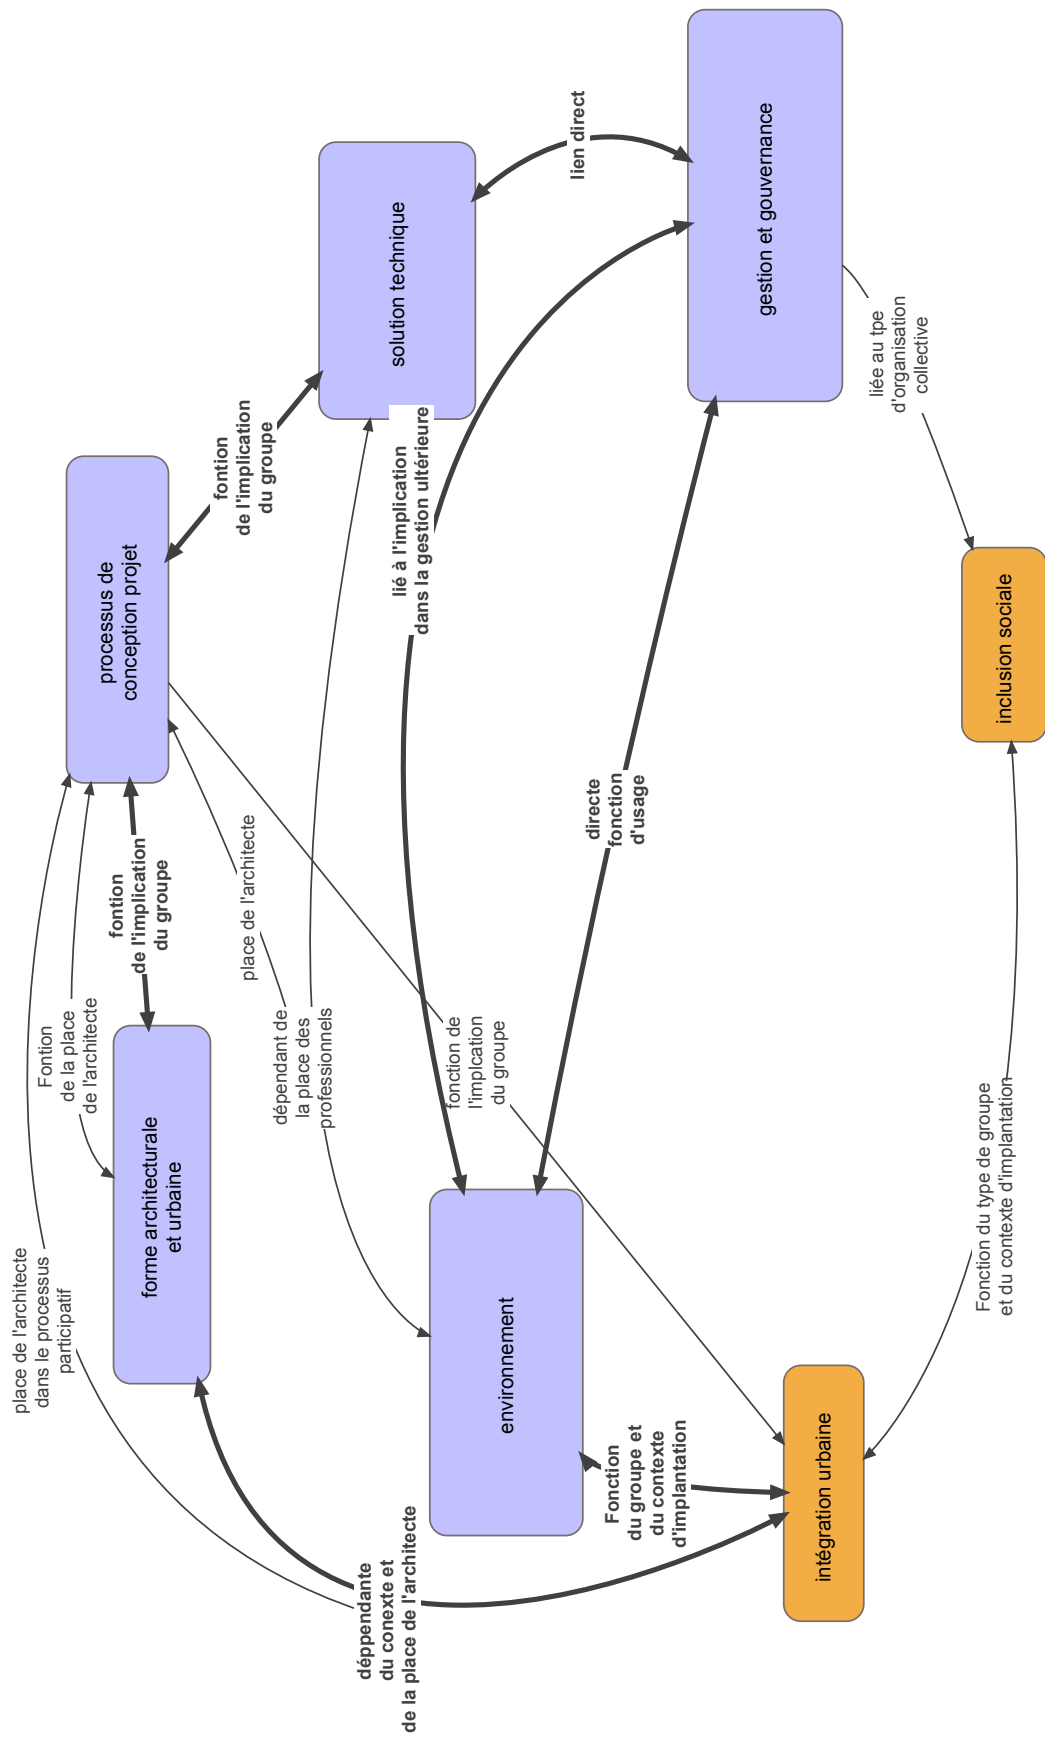 processus de
conception projet
solution technique
gestion et gouvernance
forme architecturale
et urbaine
environnement
intégration urbaine
inclusion sociale
place de l'architecte
dans le processus
participatif
Fontion
de la place
de l'architecte
fontion
de l'implication
du groupe
fontion
de l'implication
du groupe
place de l'architecte
dépendant de
la place des
professionnels
lié à l'implication
dans la gestion ultérieure
lien direct
directe
fonction
d'usage
liée au tpe
d'organisation
collective
fonction de
l'implcation
du groupe
Fonction
du groupe et
du contexte
d'implantation
déppendante
du conexte et
de la place de l'architecte
Fonction du type de groupe
et du contexte d'implantation